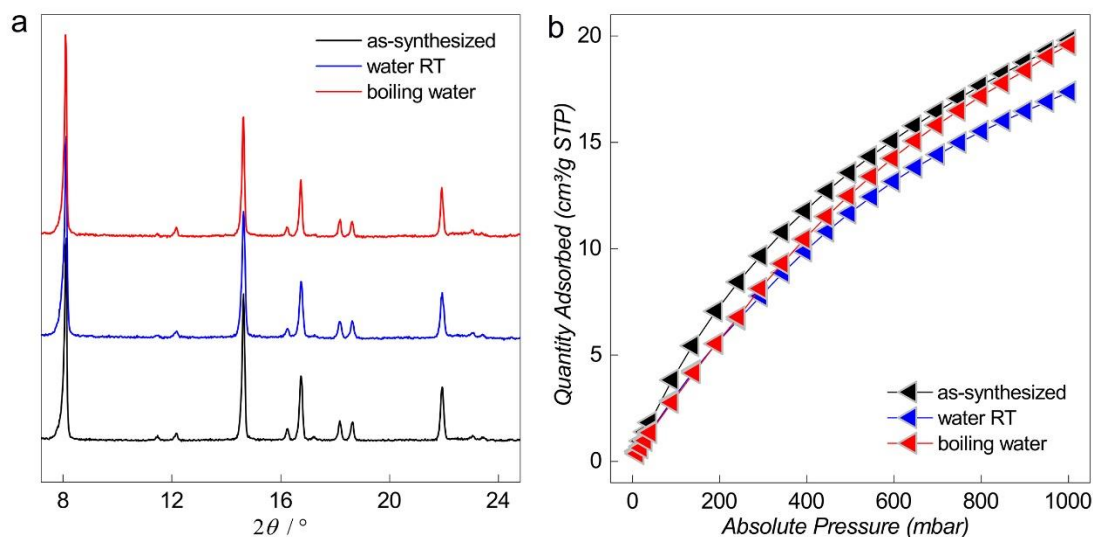 a
as-synthesized
water RT
boiling water
8 12 16 20 24
2θ / °
b
Quantity Adsorbed (cm³/g STP)
20
15
10
5
0
as-synthesized
water RT
boiling water
0 200 400 600 800 1000
Absolute Pressure (mbar)